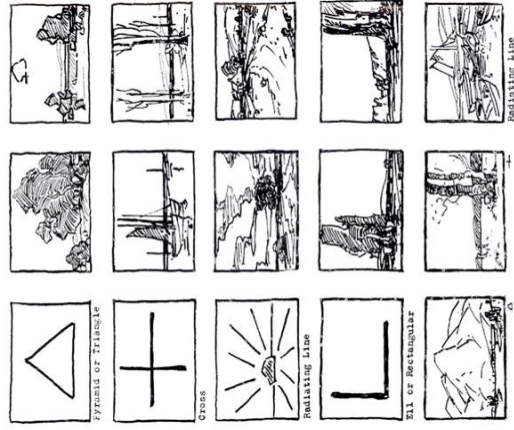 Pyramid or Triangle
Cross
Radiating Line
Ell or Rectangular
Radiating Line